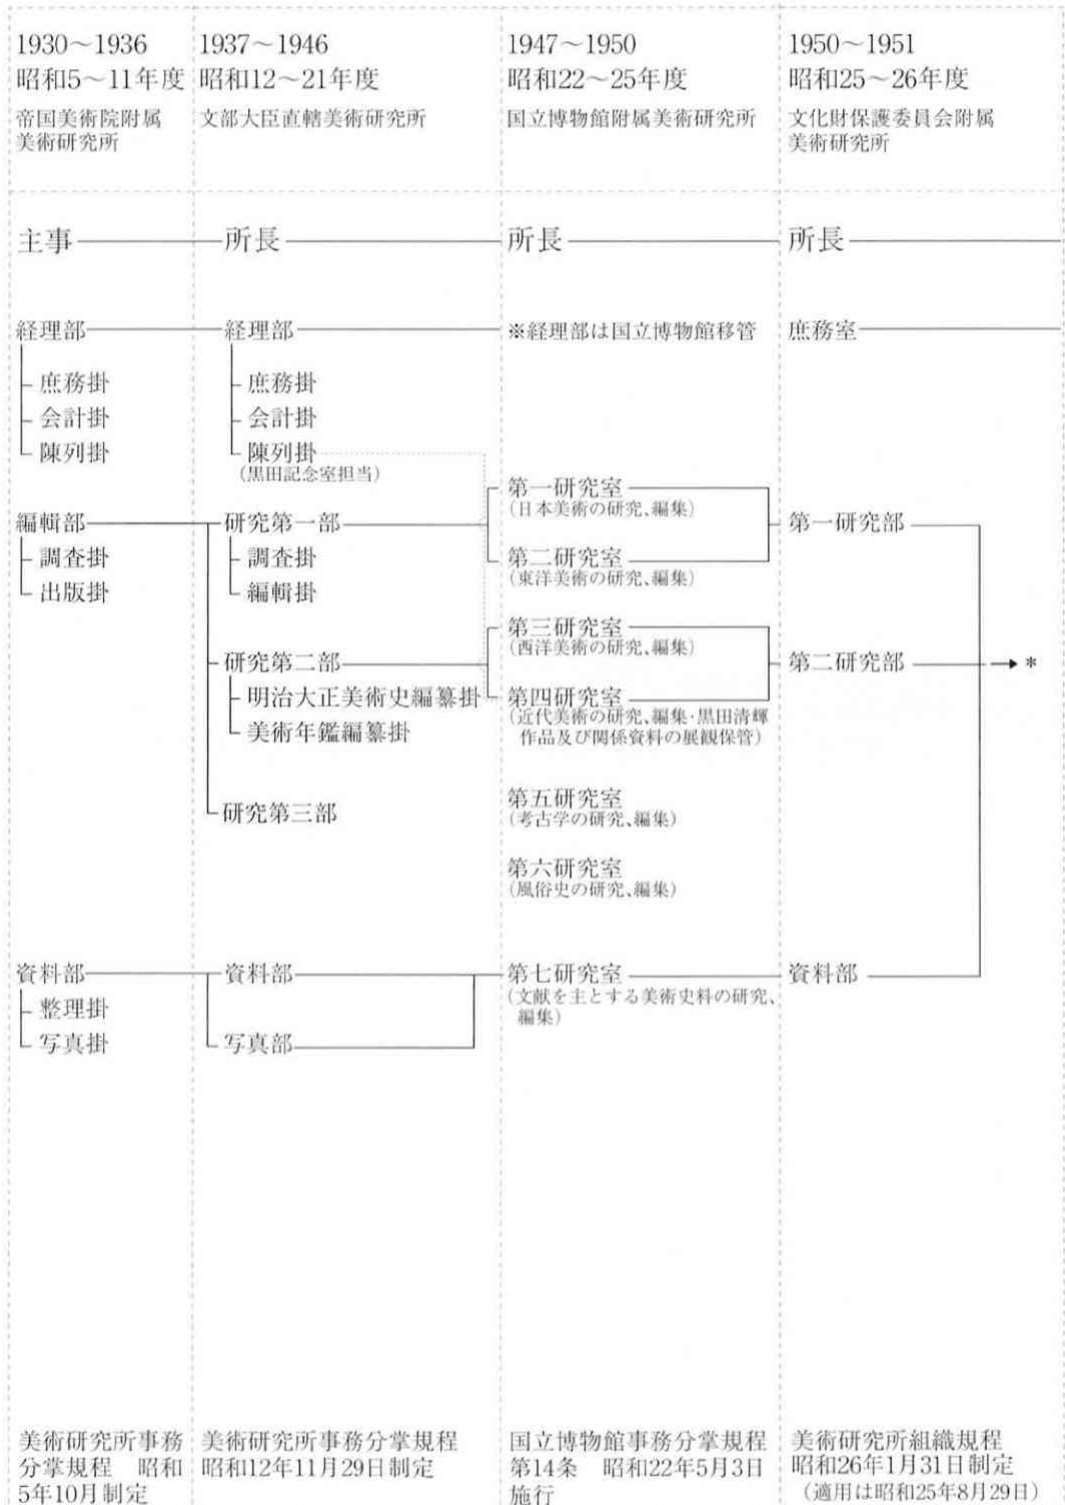 1930～1936
昭和5～11年度
帝国美術院附属
美術研究所
1937～1946
昭和12～21年度
文部大臣直轄美術研究所
1947～1950
昭和22～25年度
国立博物館附属美術研究所
1950～1951
昭和25～26年度
文化財保護委員会附属
美術研究所
主事
所長
所長
所長
経理部
庶務掛
会計掛
陳列掛
経理部
庶務掛
会計掛
陳列掛
（黒田記念室担当）
※経理部は国立博物館移管
庶務室
編輯部
調査掛
出版掛
研究第一部
調査掛
編輯掛
研究第二部
明治大正美術史編纂掛
美術年鑑編纂掛
研究第三部
第一研究室
（日本美術の研究、編集）
第二研究室
（東洋美術の研究、編集）
第三研究室
（西洋美術の研究、編集）
第四研究室
（近代美術の研究、編集・黒田清輝
作品及び関係資料の展観保管）
第五研究室
（考古学の研究、編集）
第六研究室
（風俗史の研究、編集）
第一研究部
第二研究部
*
資料部
整理掛
写真掛
資料部
写真部
第七研究室
（文献を主とする美術史料の研究、
編集）
資料部
美術研究所事務
分掌規程　昭和
5年10月制定
美術研究所事務分掌規程
昭和12年11月29日制定
国立博物館事務分掌規程
第14条　昭和22年5月3日
施行
美術研究所組織規程
昭和26年1月31日制定
（適用は昭和25年8月29日）